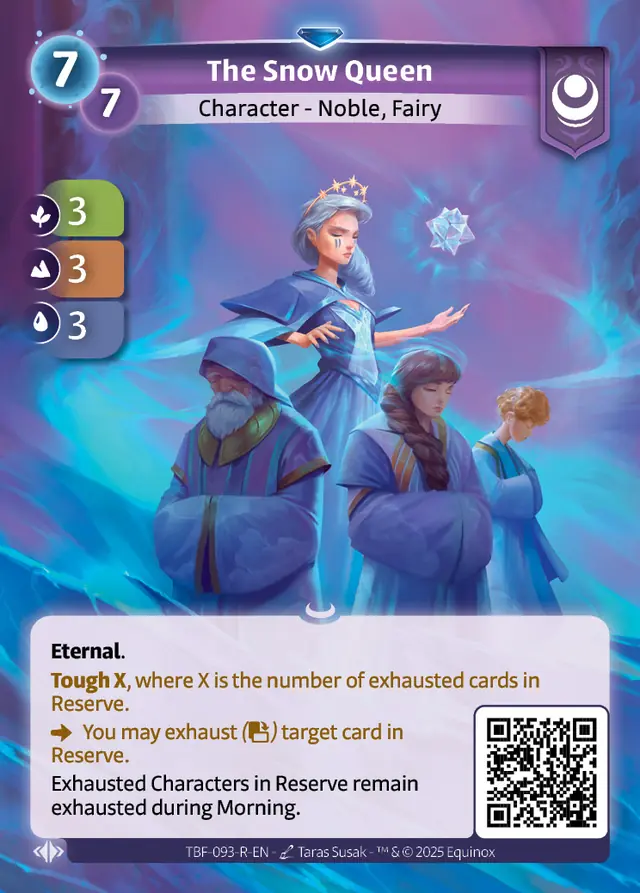 7
The Snow Queen
7
Character - Noble, Fairy
3
3
3
Eternal.
Tough X, where X is the number of exhausted cards in
Reserve.
You may exhaust () target card in
Reserve.
Exhausted Characters in Reserve remain
exhausted during Morning.
TBF-093-R-EN - Taras Susak - ™ & © 2025 Equinox